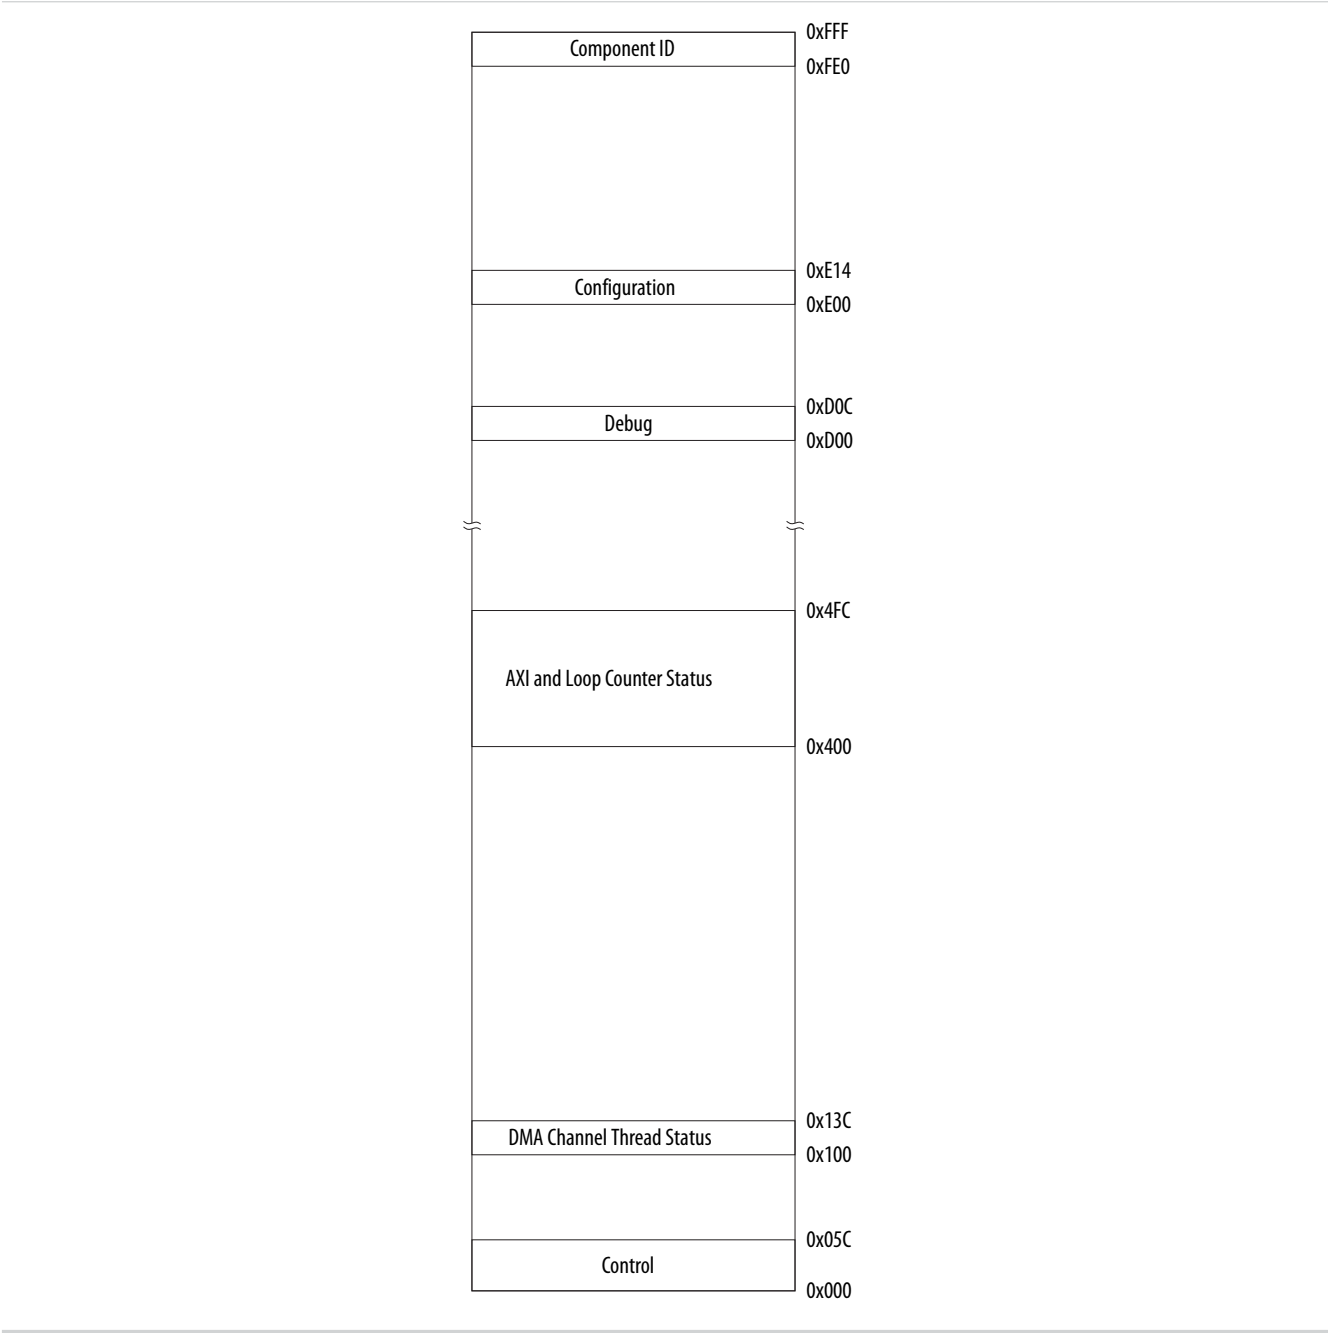 0xFFF
Component ID
0xFE0
0xE14
Configuration
0xE00
0xD0C
Debug
0xD00
0x4FC
AXI and Loop Counter Status
0x400
0x13C
DMA Channel Thread Status
0x100
0x05C
Control
0x000